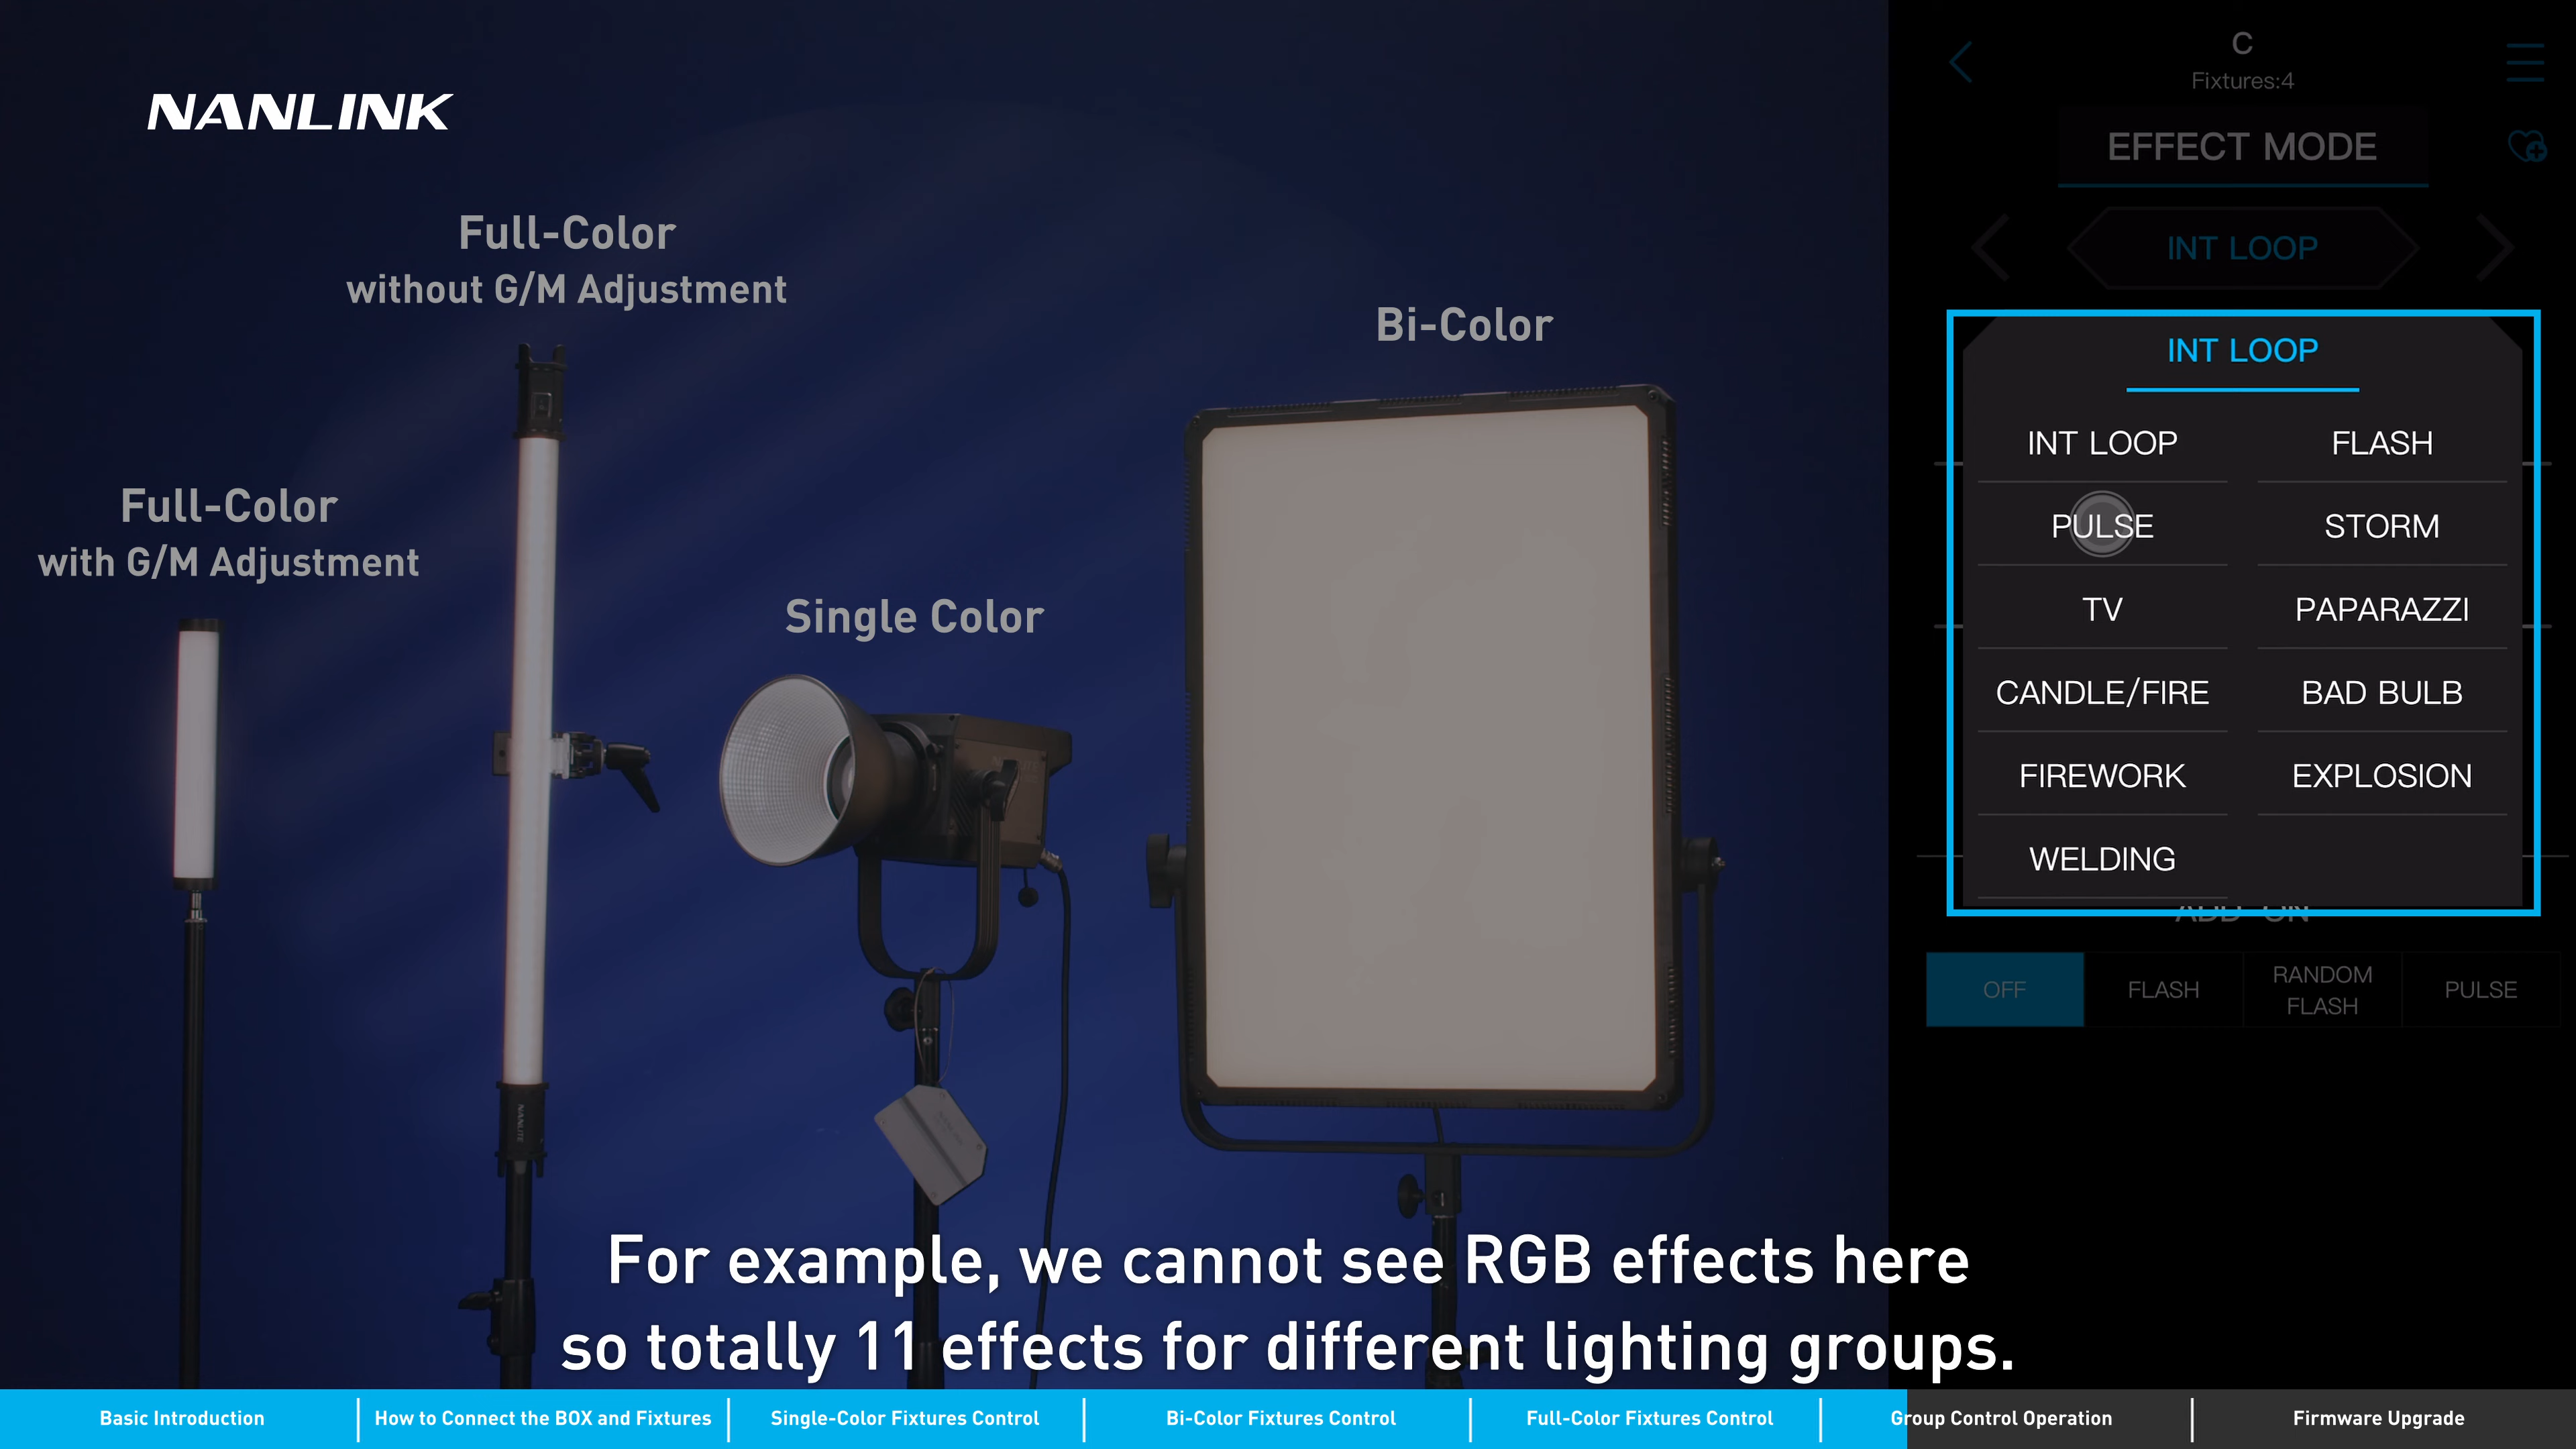 NANLINK
Full-Color
without G/M Adjustment
Full-Color
with G/M Adjustment
Single Color
Bi-Color
C
Fixtures:4
EFFECT MODE
INT LOOP
INT LOOP
INT LOOP FLASH
PULSE STORM
TV PAPARAZZI
CANDLE/FIRE BAD BULB
FIREWORK EXPLOSION
WELDING
OFF FLASH RANDOM FLASH PULSE
NANLITE
For example, we cannot see RGB effects here
so totally 11 effects for different lighting groups.
Basic Introduction How to Connect the BOX and Fixtures Single-Color Fixtures Control Bi-Color Fixtures Control Full-Color Fixtures Control Group Control Operation Firmware Upgrade